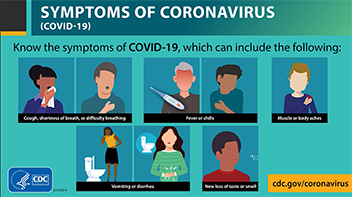 SYMPTOMS OF CORONAVIRUS
(COVID-19)
Know the symptoms of COVID-19, which can include the following:
Cough, shortness of breath, or difficulty breathing
Fever or chills
Muscle or body aches
Vomiting or diarrhea
New loss of taste or smell
CDC
cdc.gov/coronavirus